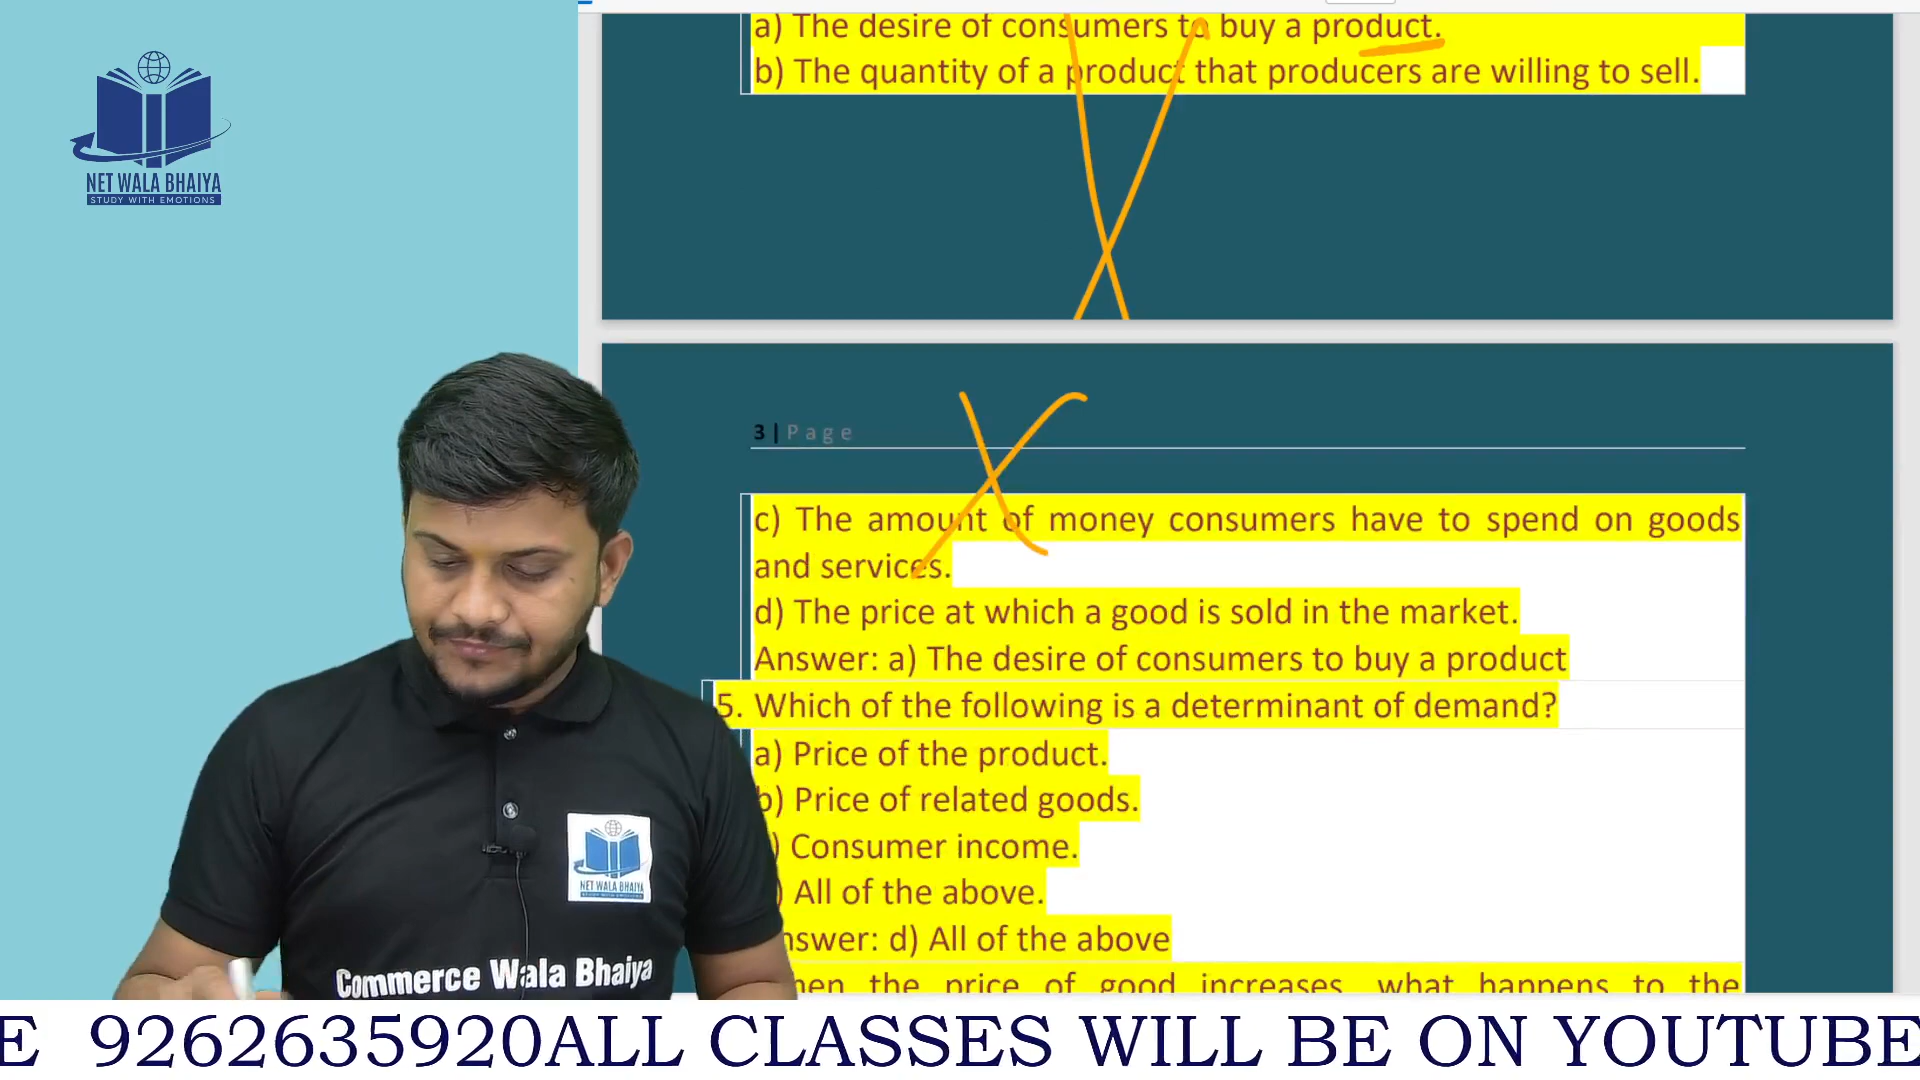 NET WALA BHAIYA
STUDY WITH EMOTIONS
a) The desire of consumers to buy a product.
b) The quantity of a product that producers are willing to sell.
3 | Page
c) The amount of money consumers have to spend on goods
and services.
d) The price at which a good is sold in the market.
Answer: a) The desire of consumers to buy a product
5. Which of the following is a determinant of demand?
a) Price of the product.
b) Price of related goods.
) Consumer income.
) All of the above.
nswer: d) All of the above
hen the price of good increases, what happens to the
NET WALA BHAIYA
Commerce Wala Bhaiya
E 9262635920ALL CLASSES WILL BE ON YOUTUBE